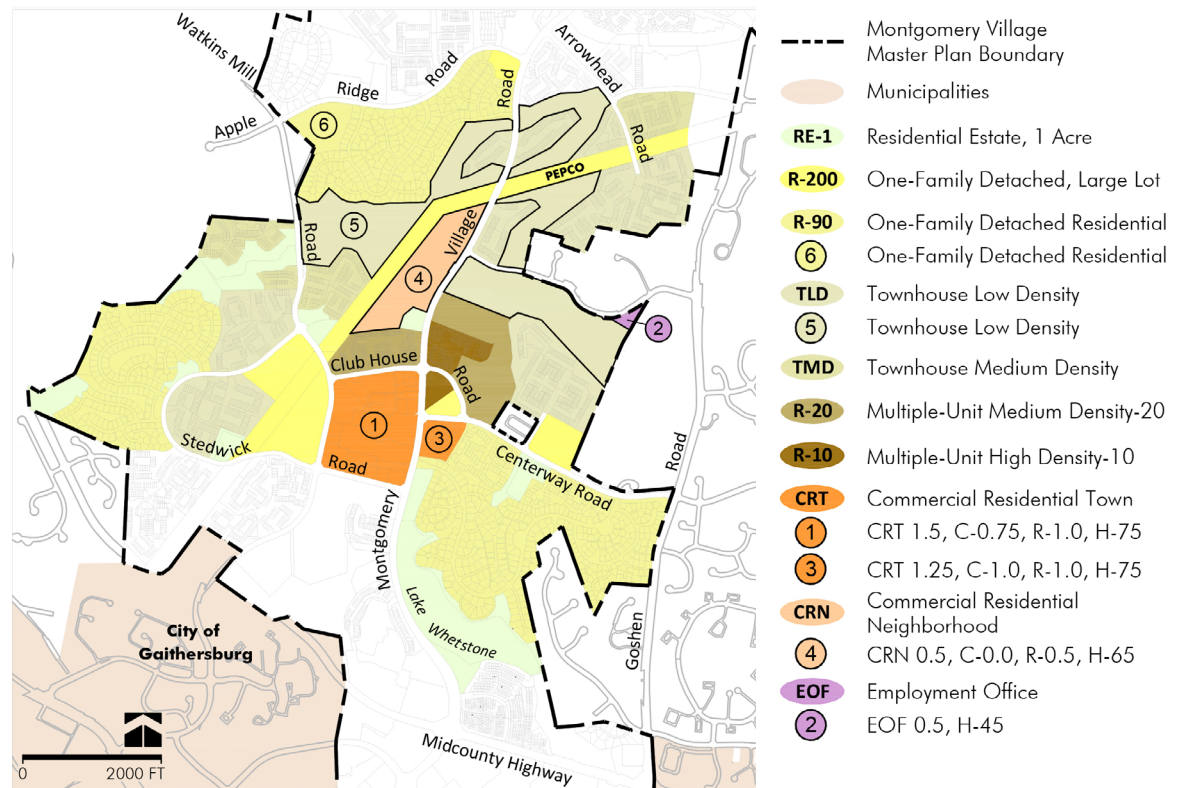 Watkins Mill
Ridge
Road
Road
Arrowhead
Road
Apple
6
PEPCO
5
Road
Village
4
2
Club House
Road
1
3
Stedwick
Road
Centerway Road
Road
Montgomery
Lake
Whetstone
Goshen
City of
Gaithersburg
Midcounty Highway
0 2000 FT
Montgomery Village
Master Plan Boundary
Municipalities
RE-1 Residential Estate, 1 Acre
R-200 One-Family Detached, Large Lot
R-90 One-Family Detached Residential
6 One-Family Detached Residential
TLD Townhouse Low Density
5 Townhouse Low Density
TMD Townhouse Medium Density
R-20 Multiple-Unit Medium Density-20
R-10 Multiple-Unit High Density-10
CRT Commercial Residential Town
1 CRT 1.5, C-0.75, R-1.0, H-75
3 CRT 1.25, C-1.0, R-1.0, H-75
CRN Commercial Residential
Neighborhood
4 CRN 0.5, C-0.0, R-0.5, H-65
EOF Employment Office
2 EOF 0.5, H-45